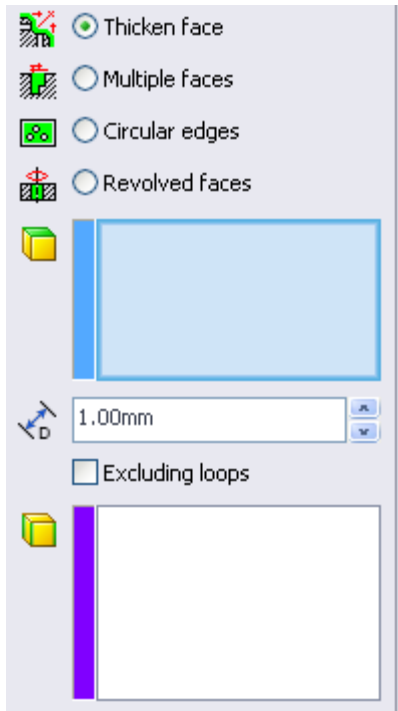 Thicken face
Multiple faces
Circular edges
Revolved faces
D
1.00mm
Excluding loops